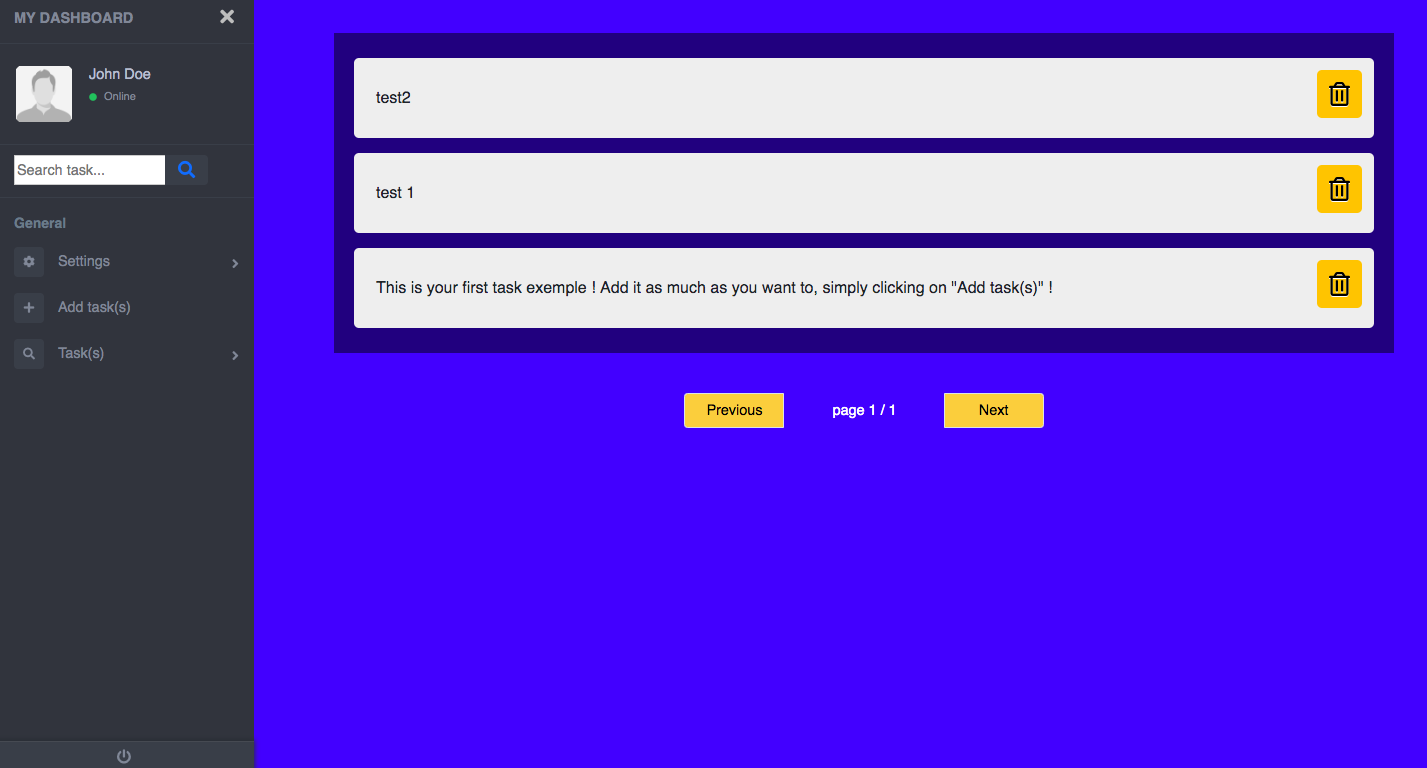 MY DASHBOARD
John Doe
Online
Search task...
General
Settings
Add task(s)
Task(s)
test2
test 1
This is your first task exemple ! Add it as much as you want to, simply clicking on "Add task(s)" !
Previous
page 1 / 1
Next